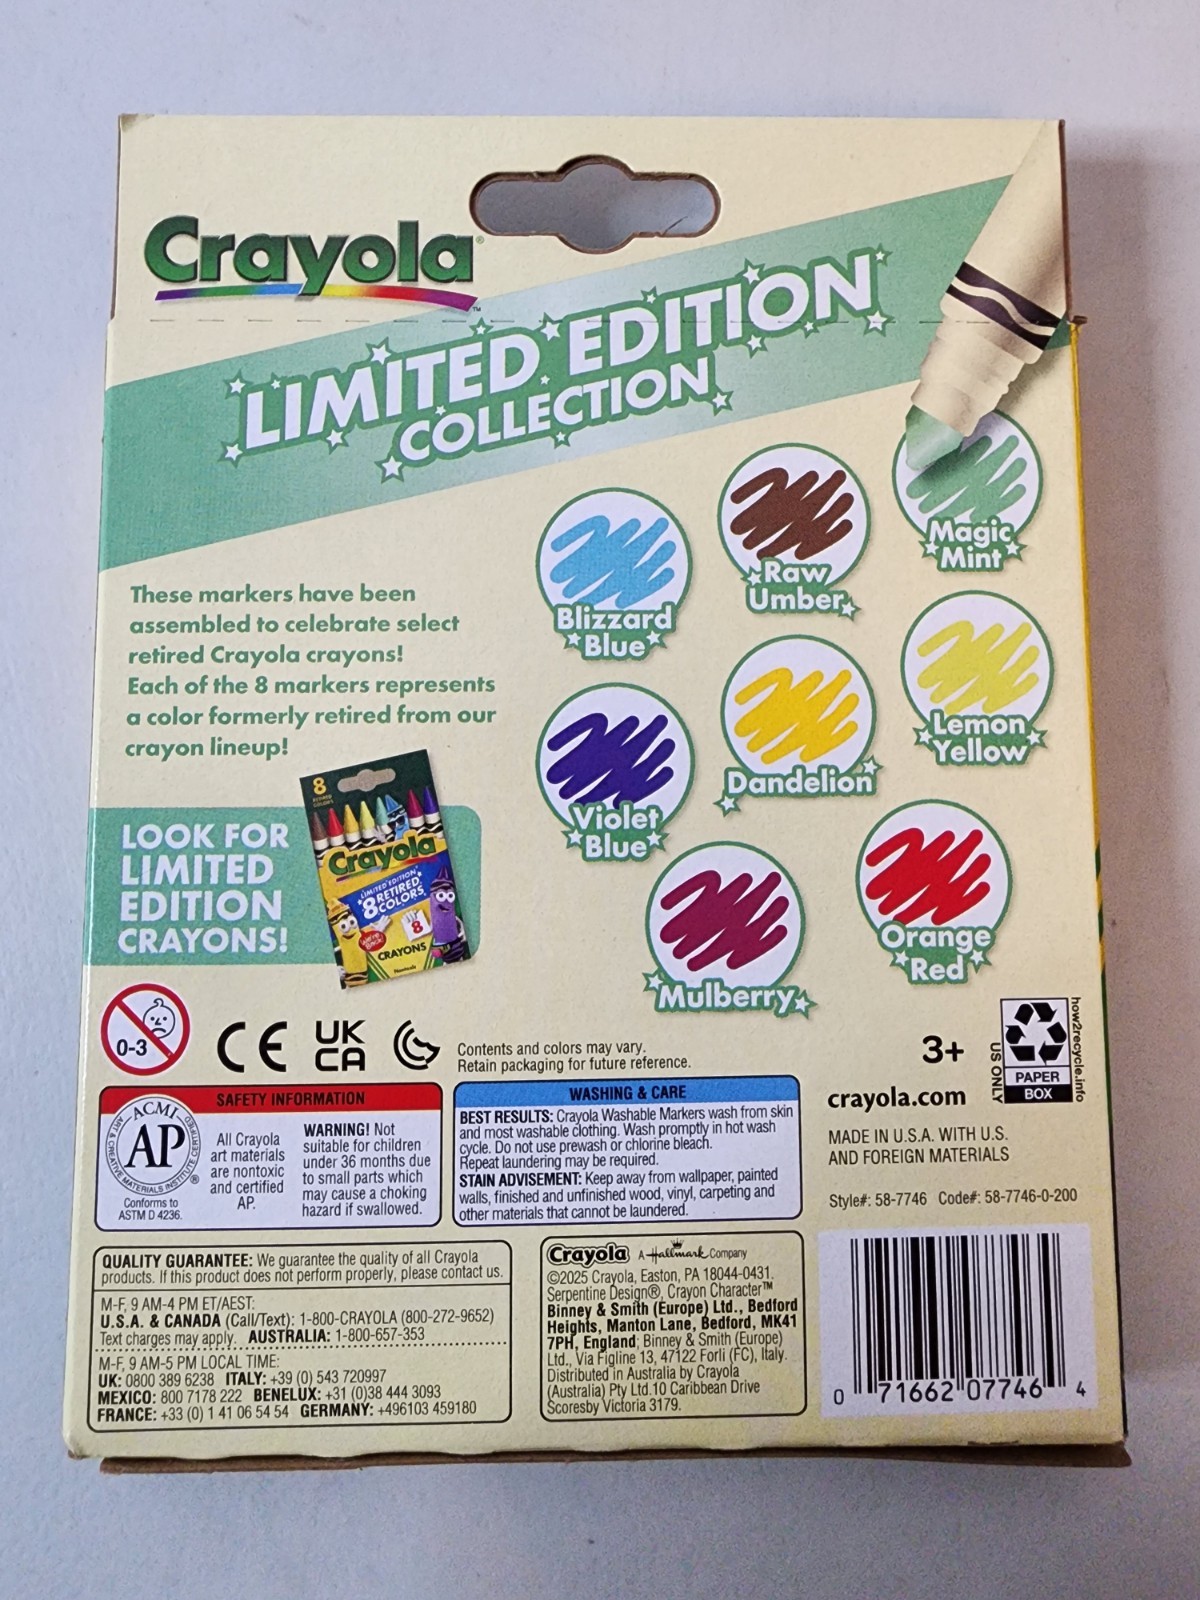 Crayola®
™
LIMITED EDITION
COLLECTION
Magic
Mint
Raw
Umber
Blizzard
Blue
Lemon
Yellow
Dandelion
Violet
Blue
Orange
Red
Mulberry
These markers have been
assembled to celebrate select
retired Crayola crayons!
Each of the 8 markers represents
a color formerly retired from our
crayon lineup!
LOOK FOR
LIMITED
EDITION
CRAYONS!
8
Crayola
LIMITED EDITION
8 RETIRED
COLORS
8
CRAYONS
0-3
CE
UK
CA
Contents and colors may vary.
Retain packaging for future reference.
3+
crayola.com
US ONLY
PAPER
BOX
how2recycle.info
SAFETY INFORMATION
ACMI
AP
ART & CREATIVE MATERIALS INSTITUTE CERTIFIED
®
Conforms to
ASTM D 4236.
All Crayola
art materials
are nontoxic
and certified
AP.
WARNING! Not
suitable for children
under 36 months due
to small parts which
may cause a choking
hazard if swallowed.
WASHING & CARE
BEST RESULTS: Crayola Washable Markers wash from skin
and most washable clothing. Wash promptly in hot wash
cycle. Do not use prewash or chlorine bleach.
Repeat laundering may be required.
STAIN ADVISEMENT: Keep away from wallpaper, painted
walls, finished and unfinished wood, vinyl, carpeting and
other materials that cannot be laundered.
MADE IN U.S.A. WITH U.S.
AND FOREIGN MATERIALS
Style#: 58-7746 Code#: 58-7746-0-200
QUALITY GUARANTEE: We guarantee the quality of all Crayola
products. If this product does not perform properly, please contact us.
M-F, 9 AM-4 PM ET/AEST:
U.S.A. & CANADA (Call/Text): 1-800-CRAYOLA (800-272-9652)
Text charges may apply. AUSTRALIA: 1-800-657-353
M-F, 9 AM-5 PM LOCAL TIME:
UK: 0800 389 6238 ITALY: +39 (0) 543 720997
MEXICO: 800 7178 222 BENELUX: +31 (0)38 444 3093
FRANCE: +33 (0) 1 41 06 54 54 GERMANY: +496103 459180
Crayola A Hallmark Company
©2025 Crayola, Easton, PA 18044-0431.
Serpentine Design®, Crayon Character™
Binney & Smith (Europe) Ltd., Bedford
Heights, Manton Lane, Bedford, MK41
7PH, England; Binney & Smith (Europe)
Ltd., Via Figline 13, 47122 Forli (FC), Italy.
Distributed in Australia by Crayola
(Australia) Pty Ltd.10 Caribbean Drive
Scoresby Victoria 3179.
0 71662 07746 4